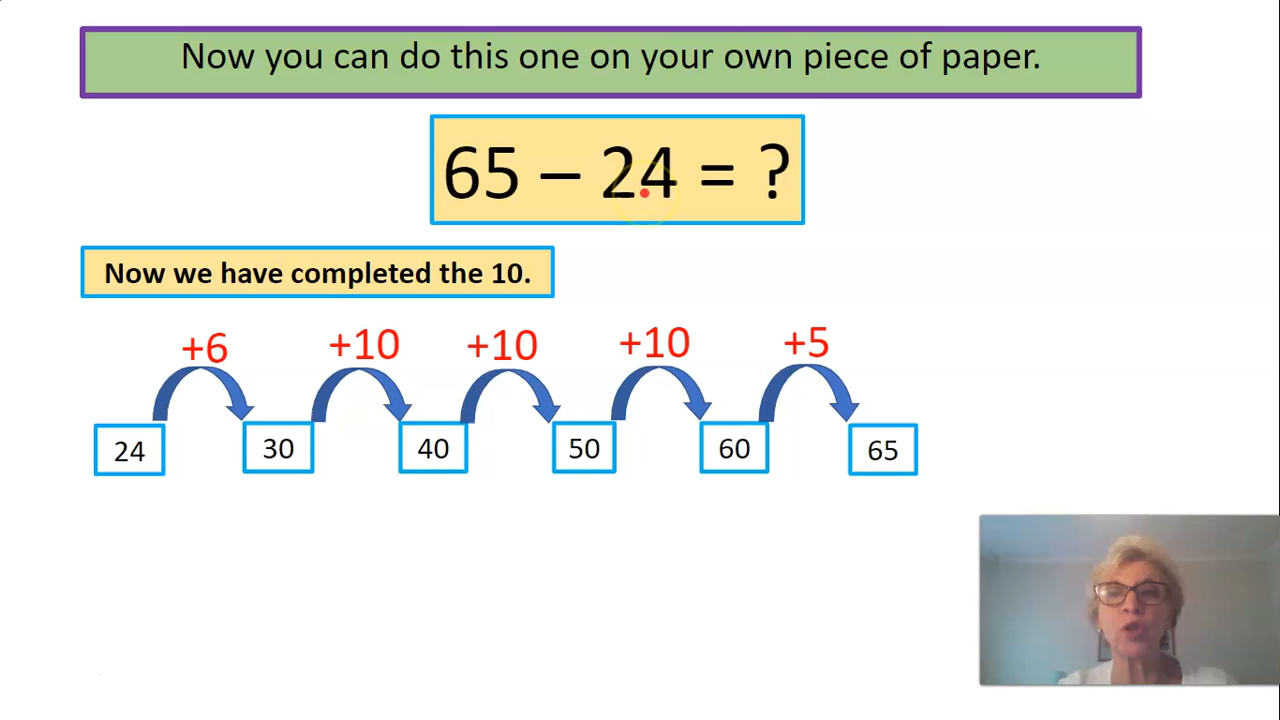 Now you can do this one on your own piece of paper.
65 – 24 = ?
Now we have completed the 10.
+6 +10 +10 +10 +5
24 30 40 50 60 65